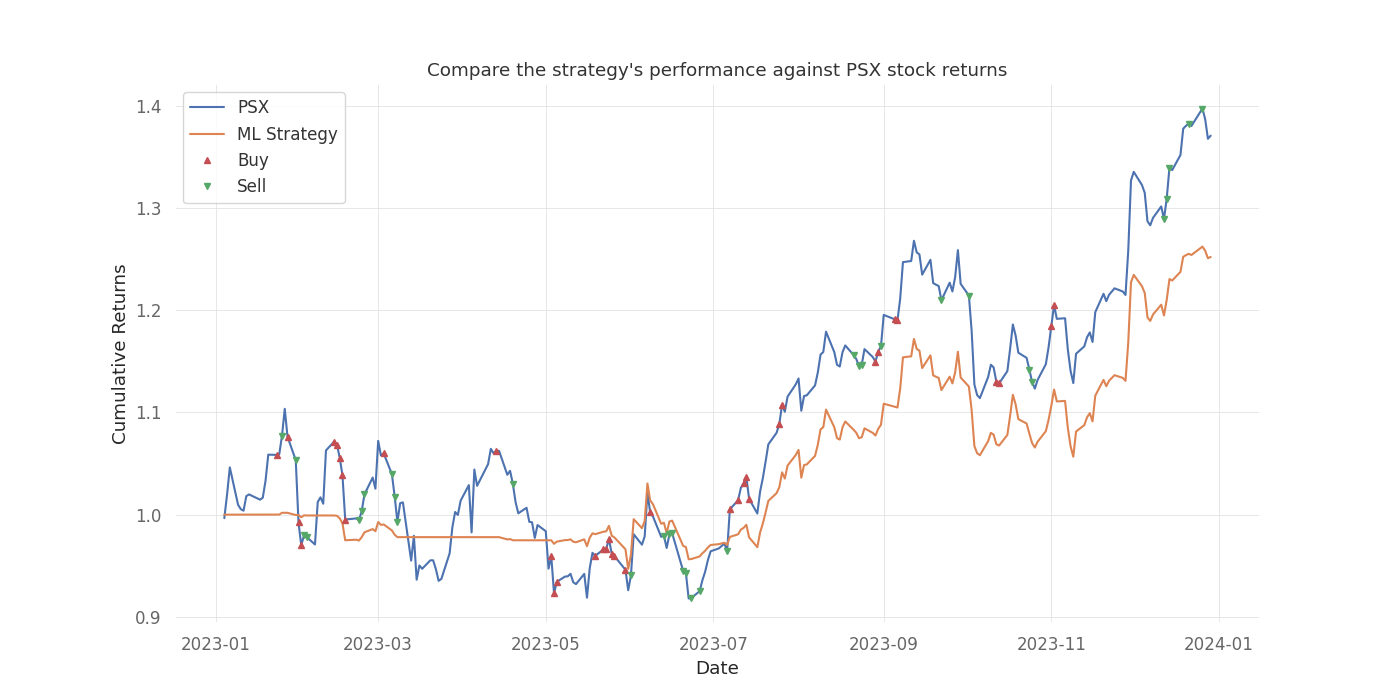 Compare the strategy's performance against PSX stock returns
PSX
ML Strategy
Buy
Sell
Cumulative Returns
1.4
1.3
1.2
1.1
1.0
0.9
2023-01
2023-03
2023-05
2023-07
2023-09
2023-11
2024-01
Date